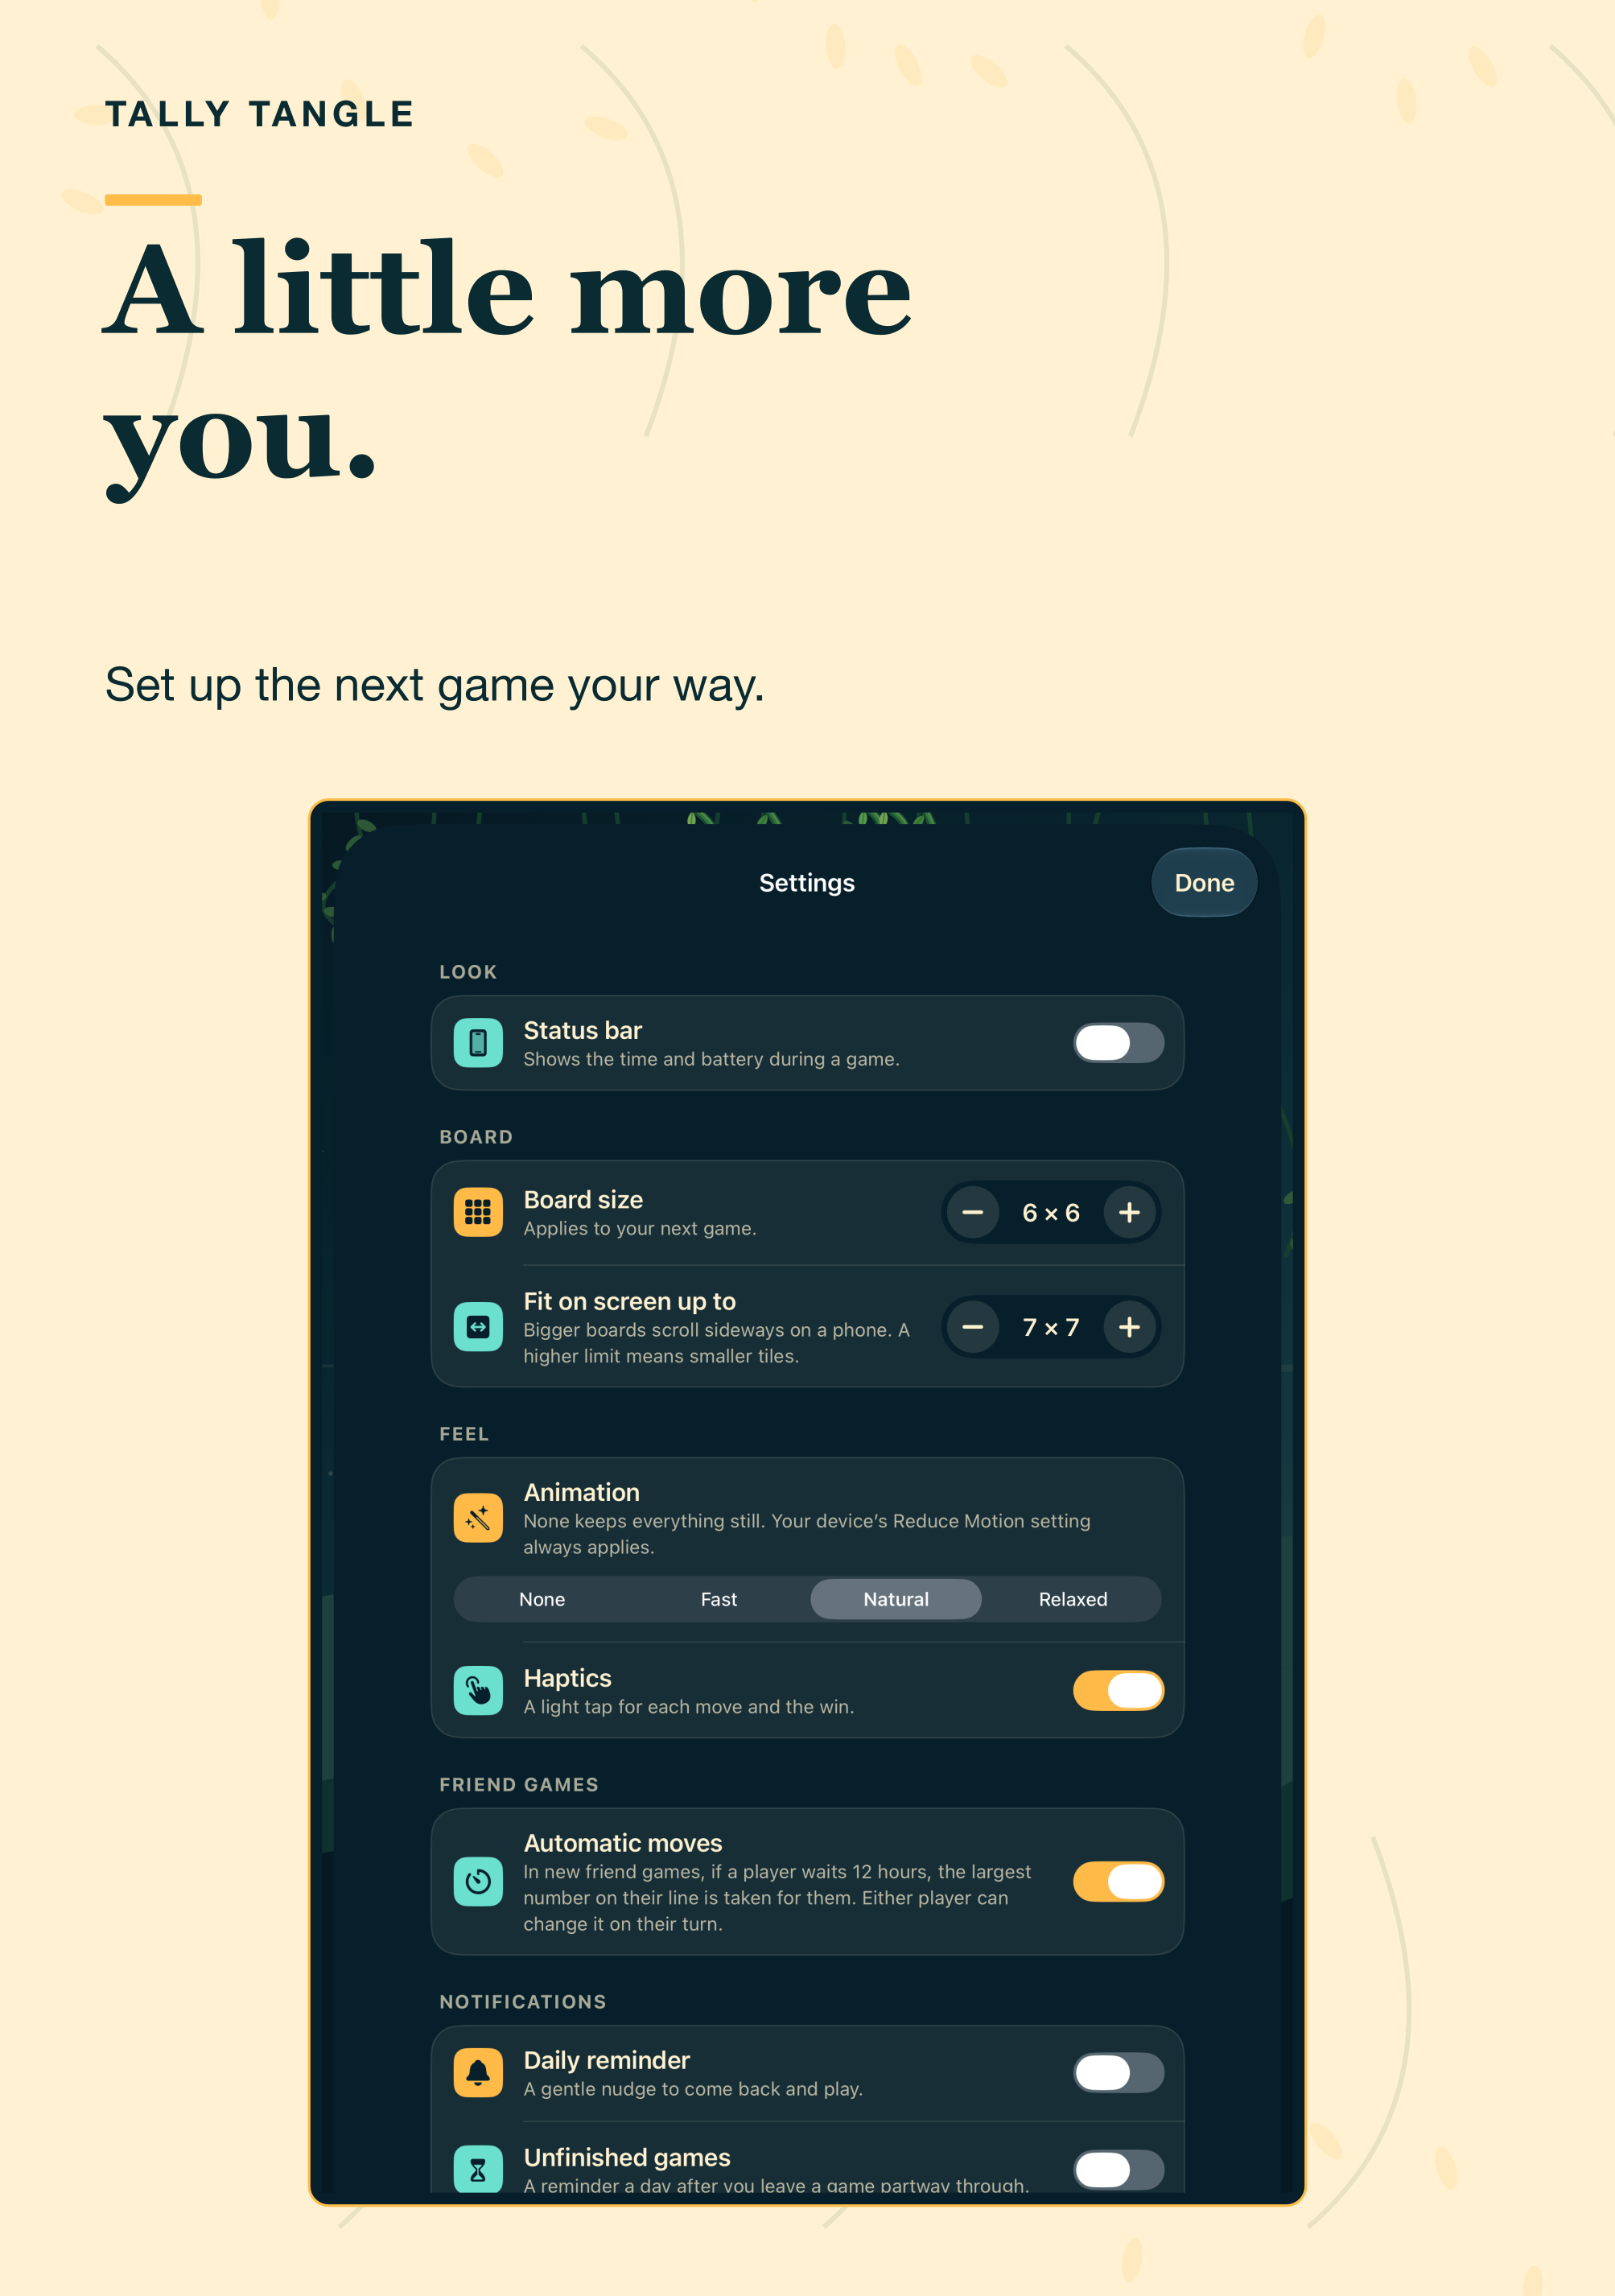 TALLY TANGLE
A little more
you.
Set up the next game your way.
Settings
Done
LOOK
Status bar
Shows the time and battery during a game.
BOARD
Board size
Applies to your next game.
6 × 6
Fit on screen up to
Bigger boards scroll sideways on a phone. A
higher limit means smaller tiles.
7 × 7
FEEL
Animation
None keeps everything still. Your device’s Reduce Motion setting
always applies.
None
Fast
Natural
Relaxed
Haptics
A light tap for each move and the win.
FRIEND GAMES
Automatic moves
In new friend games, if a player waits 12 hours, the largest
number on their line is taken for them. Either player can
change it on their turn.
NOTIFICATIONS
Daily reminder
A gentle nudge to come back and play.
Unfinished games
A reminder a day after you leave a game partway through.